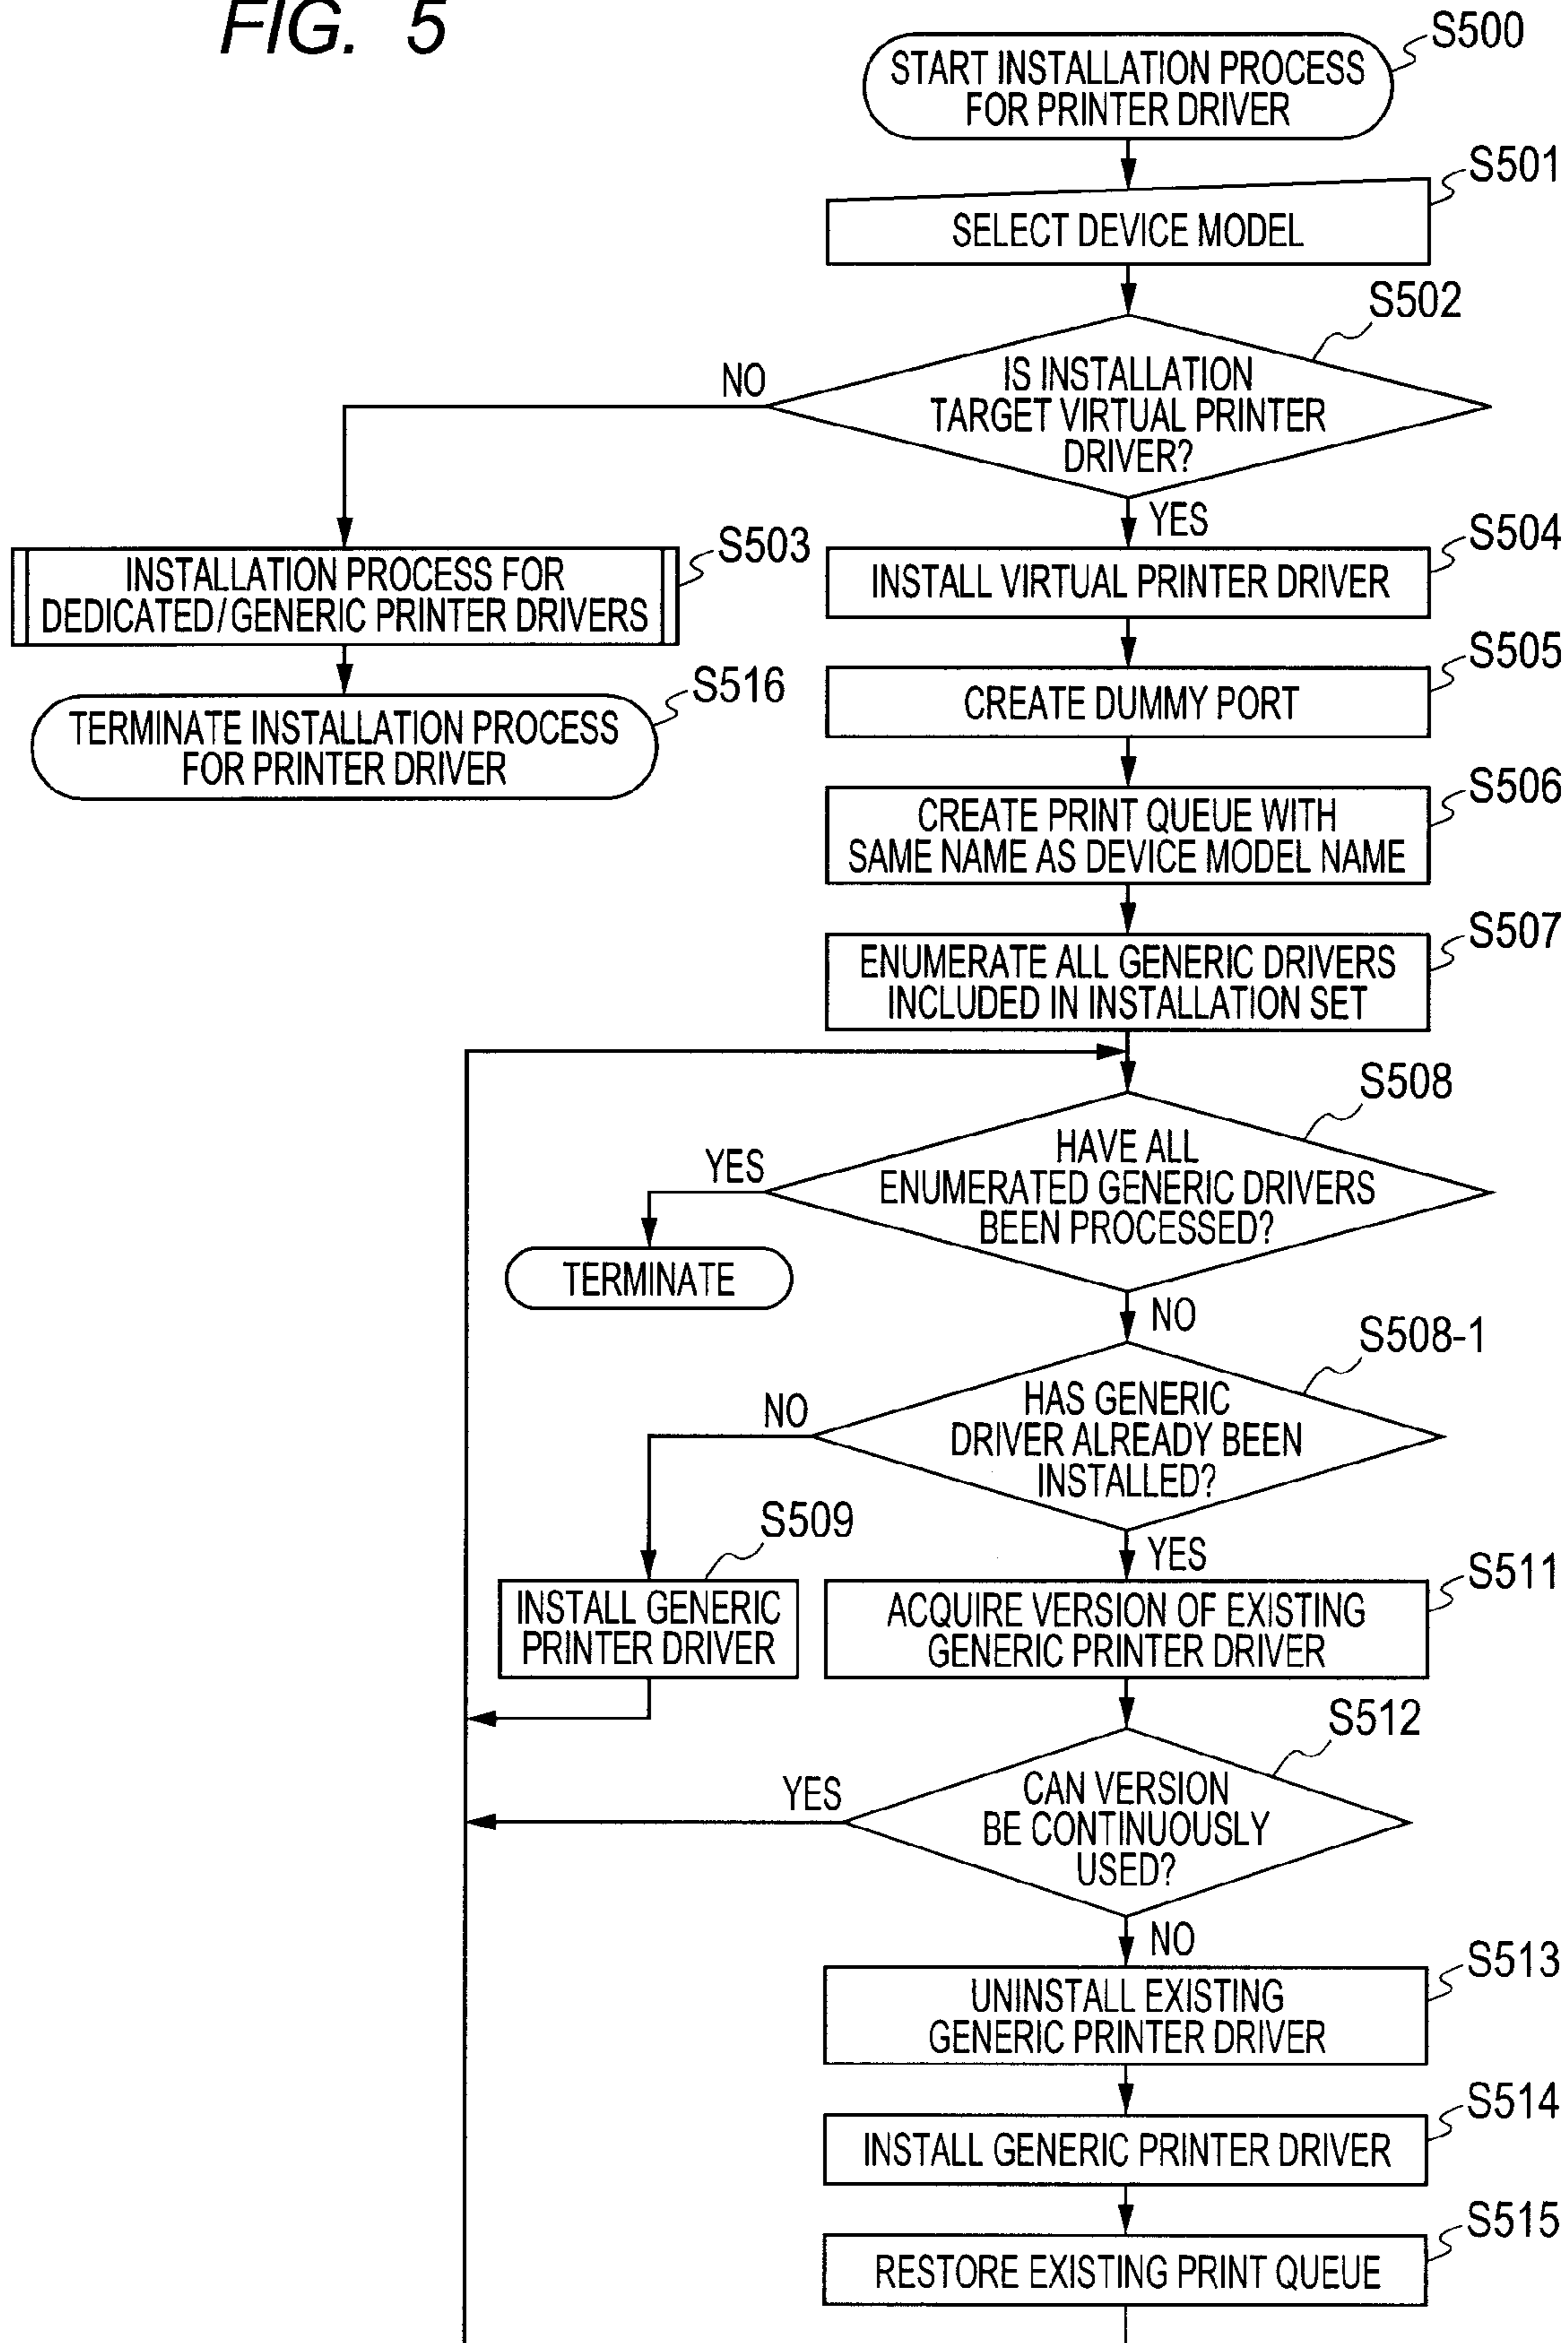 FIG. 5
S500
START INSTALLATION PROCESS
FOR PRINTER DRIVER
S501
SELECT DEVICE MODEL
S502
IS INSTALLATION
TARGET VIRTUAL PRINTER
DRIVER?
NO
YES
S503
INSTALLATION PROCESS FOR
DEDICATED/GENERIC PRINTER DRIVERS
S504
INSTALL VIRTUAL PRINTER DRIVER
S516
TERMINATE INSTALLATION PROCESS
FOR PRINTER DRIVER
S505
CREATE DUMMY PORT
S506
CREATE PRINT QUEUE WITH
SAME NAME AS DEVICE MODEL NAME
S507
ENUMERATE ALL GENERIC DRIVERS
INCLUDED IN INSTALLATION SET
S508
HAVE ALL
ENUMERATED GENERIC DRIVERS
BEEN PROCESSED?
YES
TERMINATE
NO
S508-1
HAS GENERIC
DRIVER ALREADY BEEN
INSTALLED?
NO
YES
S509
INSTALL GENERIC
PRINTER DRIVER
S511
ACQUIRE VERSION OF EXISTING
GENERIC PRINTER DRIVER
S512
CAN VERSION
BE CONTINUOUSLY
USED?
YES
NO
S513
UNINSTALL EXISTING
GENERIC PRINTER DRIVER
S514
INSTALL GENERIC PRINTER DRIVER
S515
RESTORE EXISTING PRINT QUEUE